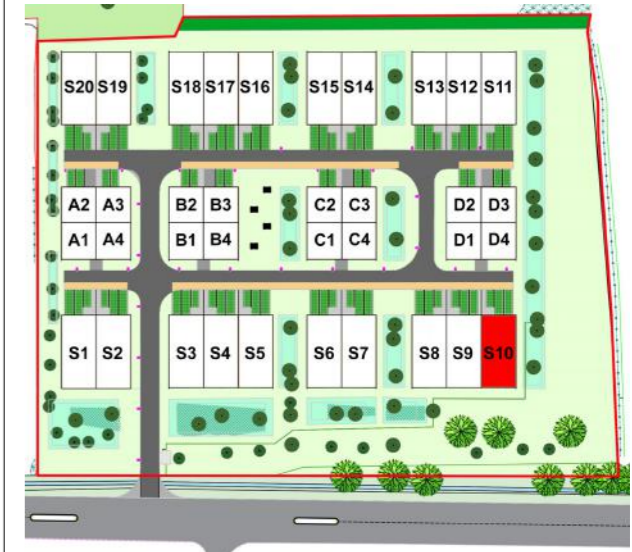 S20 S19 S18 S17 S16 S15 S14 S13 S12 S11
A2 A3 B2 B3 C2 C3 D2 D3
A1 A4 B1 B4 C1 C4 D1 D4
S1 S2 S3 S4 S5 S6 S7 S8 S9 S10